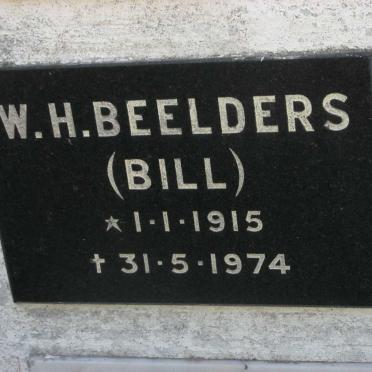 W.H.BEELDERS
(BILL)
★ 1·1·1915
✝ 31·5·1974